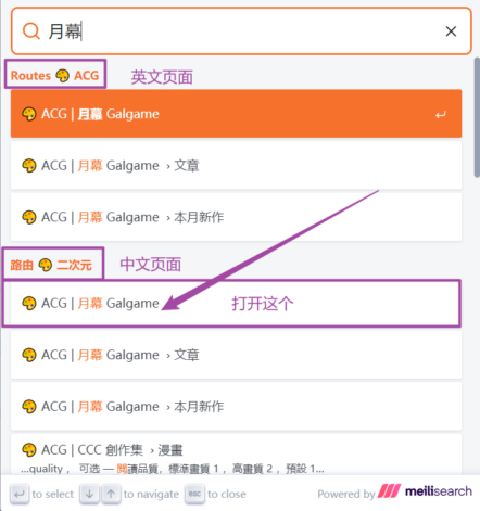 月幕
Routes ACG 英文页面
ACG | 月幕 Galgame
ACG | 月幕 Galgame › 文章
ACG | 月幕 Galgame › 本月新作
路由 二次元 中文页面
ACG | 月幕 Galgame 打开这个
ACG | 月幕 Galgame › 文章
ACG | 月幕 Galgame › 本月新作
ACG | CCC 創作集 › 漫畫
...quality ， 可选 — 閱讀品質，標準畫質 1 ，高畫質 2 ，預設 1...
to select to navigate esc to close Powered by meilisearch